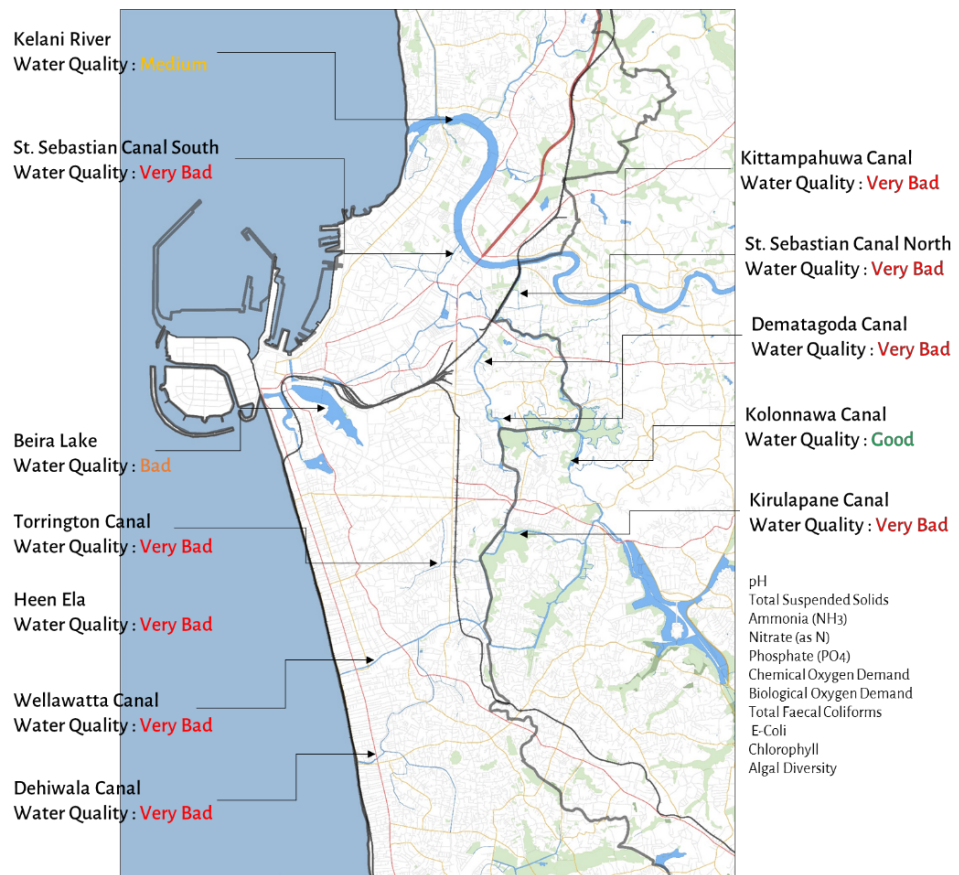 Kelani River
Water Quality : Medium
St. Sebastian Canal South
Water Quality : Very Bad
Beira Lake
Water Quality : Bad
Torrington Canal
Water Quality : Very Bad
Heen Ela
Water Quality : Very Bad
Wellawatta Canal
Water Quality : Very Bad
Dehiwala Canal
Water Quality : Very Bad
Kittampahuwa Canal
Water Quality : Very Bad
St. Sebastian Canal North
Water Quality : Very Bad
Dematagoda Canal
Water Quality : Very Bad
Kolonnawa Canal
Water Quality : Good
Kirulapane Canal
Water Quality : Very Bad
pH
Total Suspended Solids
Ammonia (NH3)
Nitrate (as N)
Phosphate (PO4)
Chemical Oxygen Demand
Biological Oxygen Demand
Total Faecal Coliforms
E-Coli
Chlorophyll
Algal Diversity